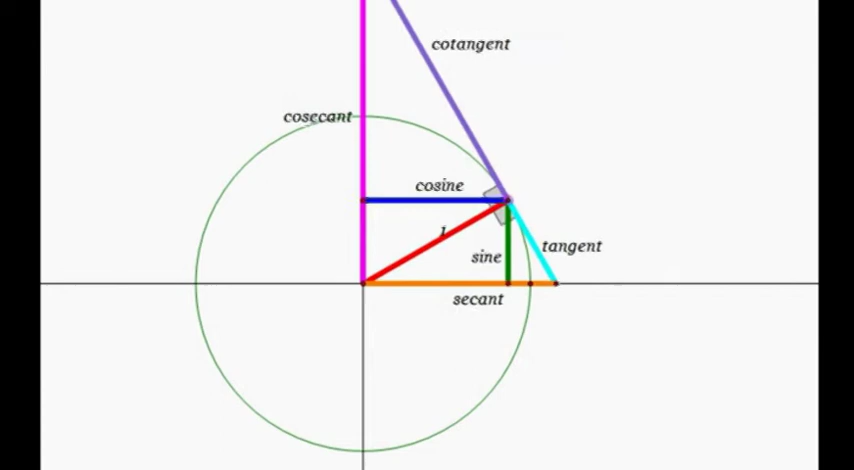 cotangent
cosecant
cosine
1
sine
tangent
secant